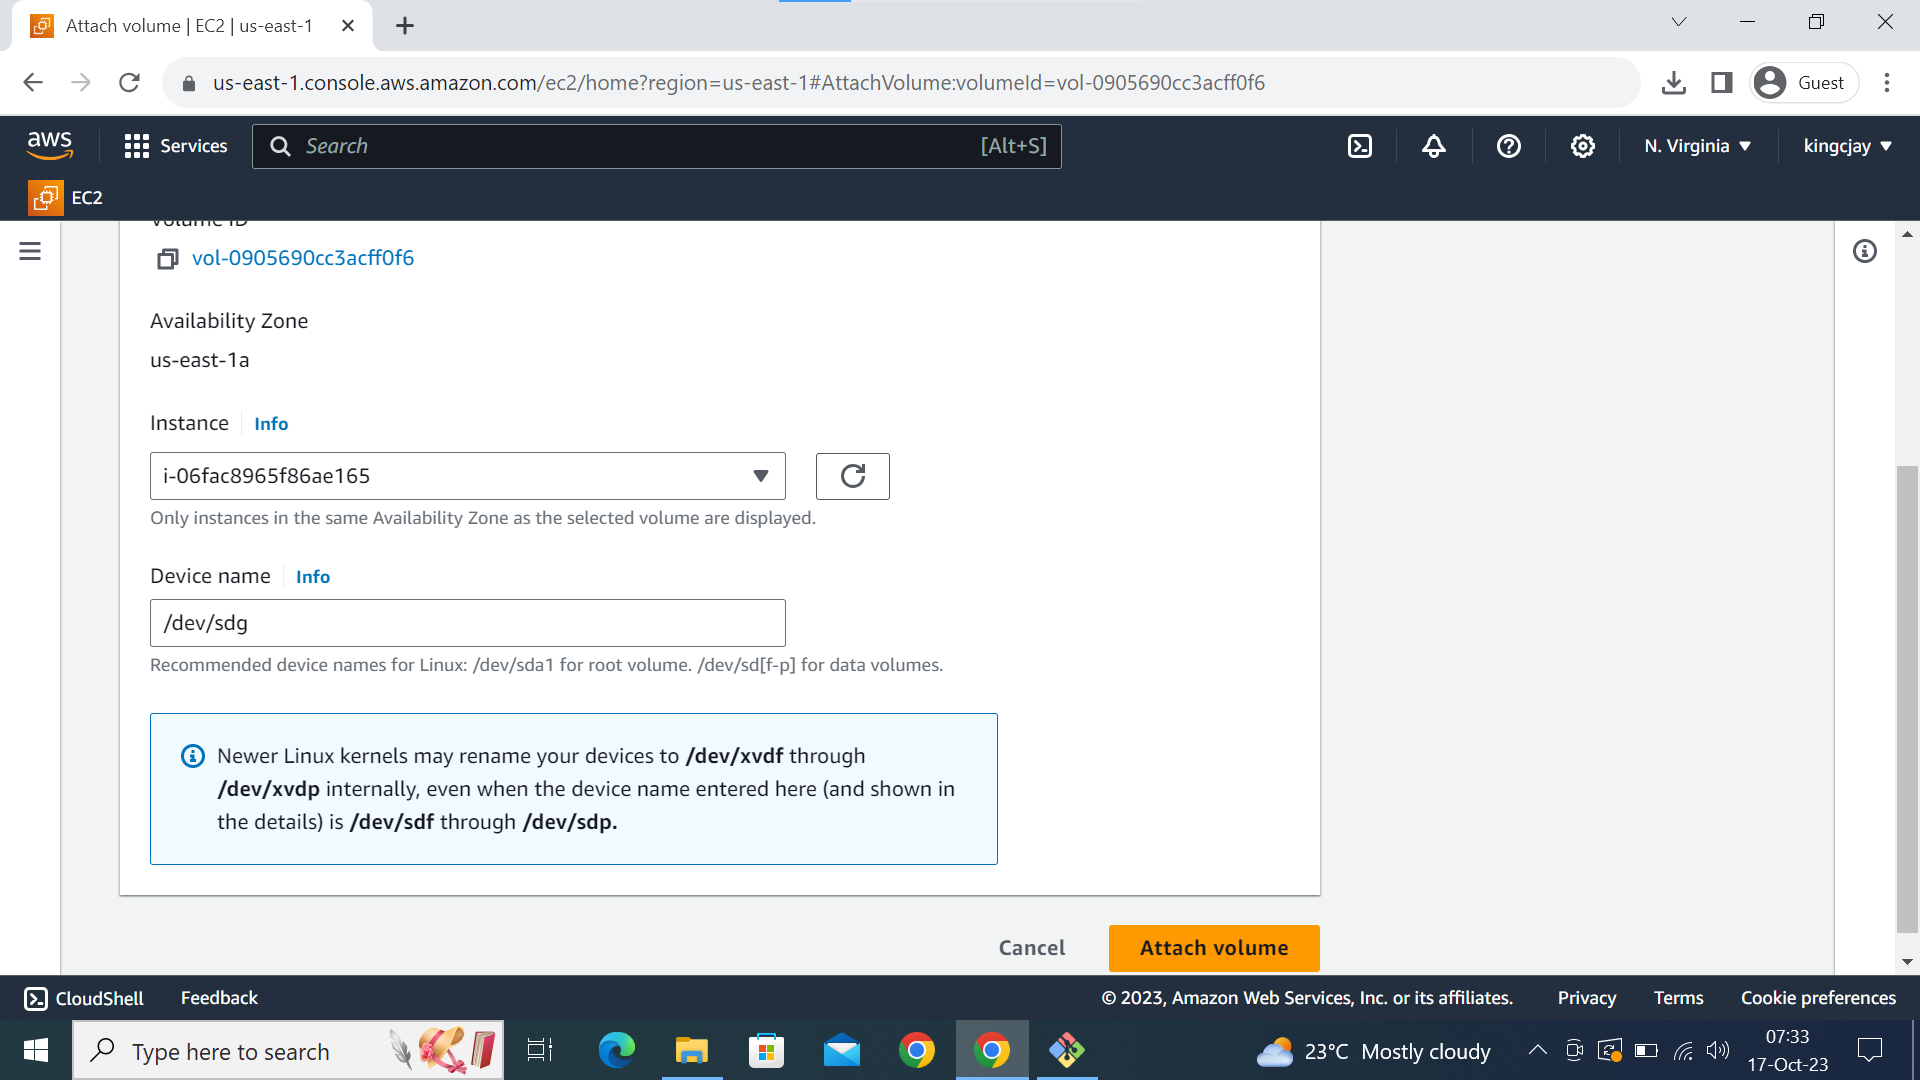 Attach volume | EC2 | us-east-1
us-east-1.console.aws.amazon.com/ec2/home?region=us-east-1#AttachVolume:volumeId=vol-0905690cc3acff0f6
Guest
aws
Services
Search
[Alt+S]
N. Virginia
kingcjay
EC2
Volume ID
vol-0905690cc3acff0f6
Availability Zone
us-east-1a
Instance
Info
i-06fac8965f86ae165
Only instances in the same Availability Zone as the selected volume are displayed.
Device name
Info
/dev/sdg
Recommended device names for Linux: /dev/sda1 for root volume. /dev/sd[f-p] for data volumes.
Newer Linux kernels may rename your devices to /dev/xvdf through
/dev/xvdp internally, even when the device name entered here (and shown in
the details) is /dev/sdf through /dev/sdp.
Cancel
Attach volume
CloudShell
Feedback
© 2023, Amazon Web Services, Inc. or its affiliates.
Privacy
Terms
Cookie preferences
Type here to search
23°C Mostly cloudy
07:33
17-Oct-23